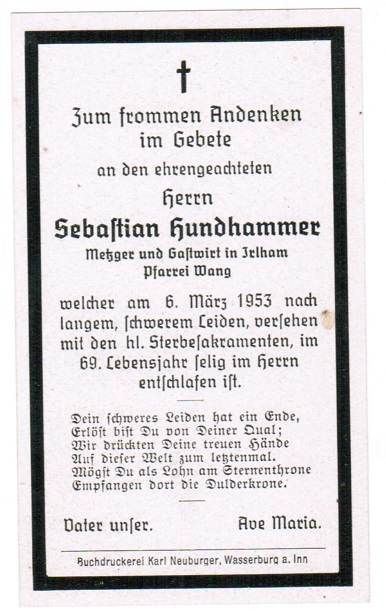 Zum frommen Andenken
im Gebete
an den ehrengeachteten
Herrn
Sebastian Hundhammer
Metzger und Gastwirt in Irlham
Pfarrei Wang
welcher am 6. März 1953 nach
langem, schwerem Leiden, versehen
mit den hl. Sterbesakramenten, im
69. Lebensjahr selig im Herrn
entschlafen ist.
Dein schweres Leiden hat ein Ende,
Erlöst bist Du von Deiner Qual;
Wir drückten Deine treuen Hände
Auf dieser Welt zum letztenmal.
Mögst Du als Lohn am Sternenthrone
Empfangen dort die Dulderkrone.
Vater unser. Ave Maria.
Buchdruckerei Karl Neuburger, Wasserburg a. Inn